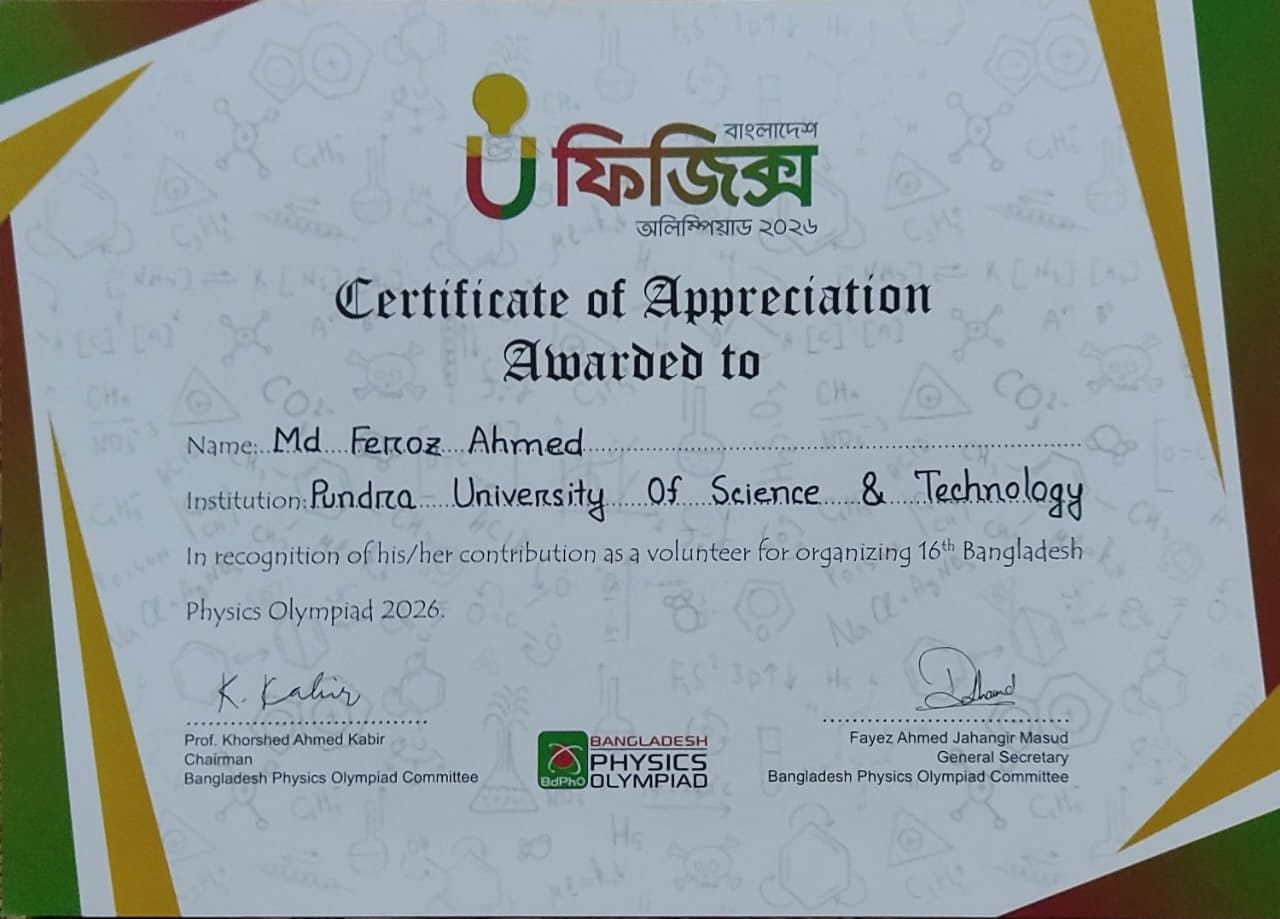 বাংলাদেশ
ফিজিক্স
অলিম্পিয়াড ২০২৬
Certificate of Appreciation
Awarded to
Name: Md Feroz Ahmed
Institution: Pundra University Of Science & Technology
In recognition of his/her contribution as a volunteer for organizing 16th Bangladesh
Physics Olympiad 2026.
K. Kabir
Prof. Khorshed Ahmed Kabir
Chairman
Bangladesh Physics Olympiad Committee
BdPhO
BANGLADESH
PHYSICS
OLYMPIAD
Fayez Ahmed Jahangir Masud
General Secretary
Bangladesh Physics Olympiad Committee